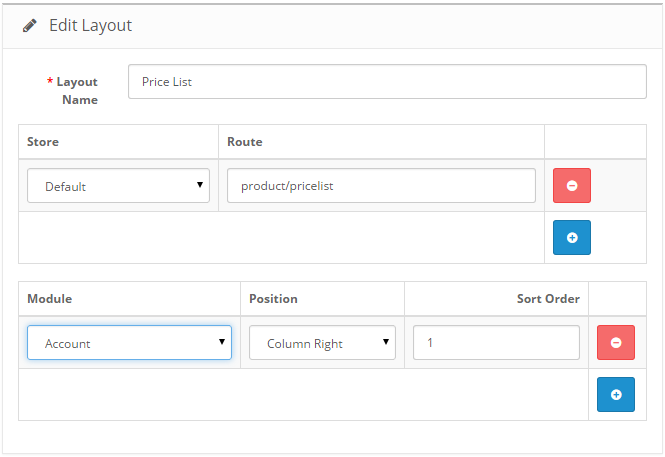 Edit Layout
* Layout Name
Price List
Store Route
Default product/pricelist
Module Position Sort Order
Account Column Right 1